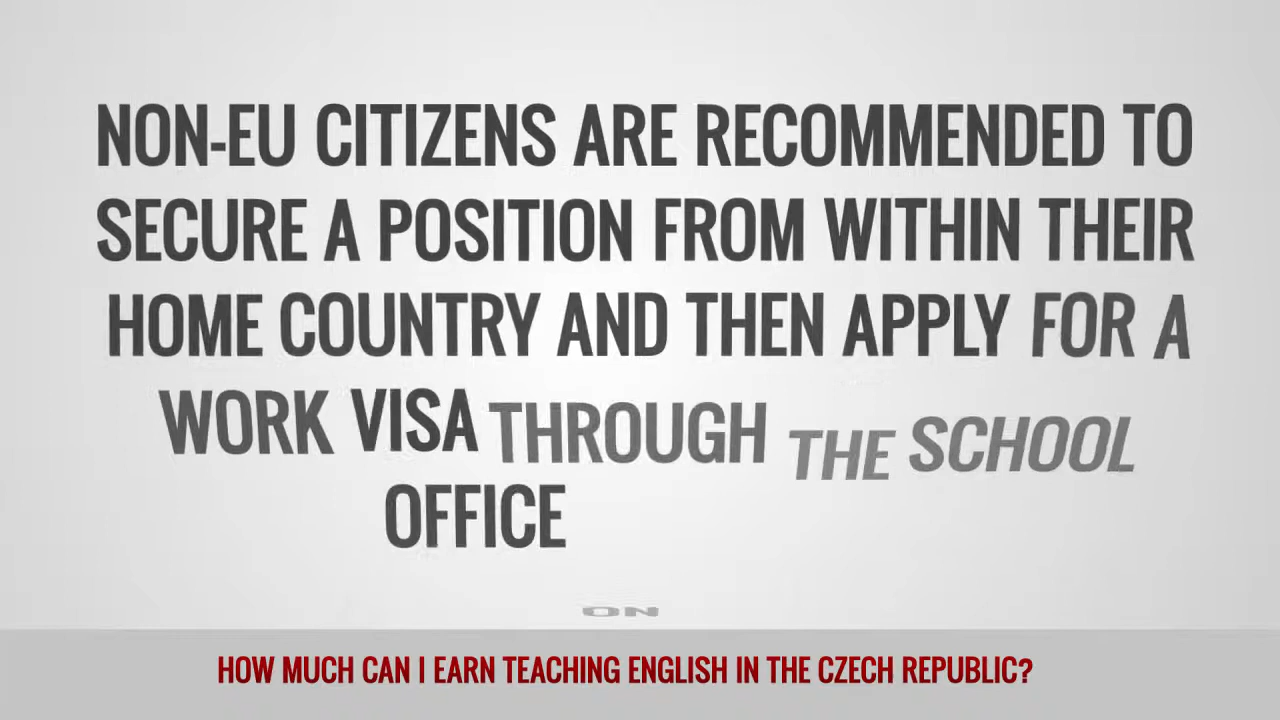 NON-EU CITIZENS ARE RECOMMENDED TO
SECURE A POSITION FROM WITHIN THEIR
HOME COUNTRY AND THEN APPLY FOR A
WORK VISA THROUGH THE SCHOOL
OFFICE
ON
HOW MUCH CAN I EARN TEACHING ENGLISH IN THE CZECH REPUBLIC?